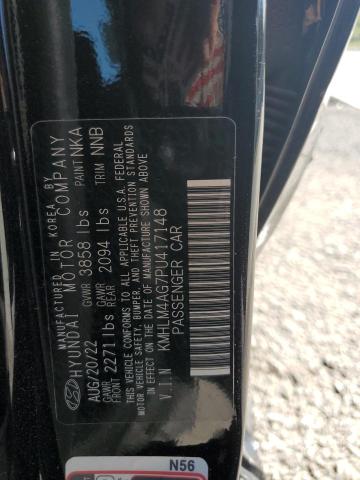 MANUFACTURED IN KOREA BY
HYUNDAI MOTOR COMPANY
AUG/20/22 GVWR 3858 lbs PAINT NKA
GAWR FRONT 2271lbs GAWR REAR 2094 lbs TRIM NNB
THIS VEHICLE CONFORMS TO ALL APPLICABLE U.S.A. FEDERAL
MOTOR VEHICLE SAFETY, BUMPER, AND THEFT PREVENTION STANDARDS
IN EFFECT ON THE DATE OF MANUFACTURE SHOWN ABOVE
V.I.N KMHLM4AG7PU417148
PASSENGER CAR
N56